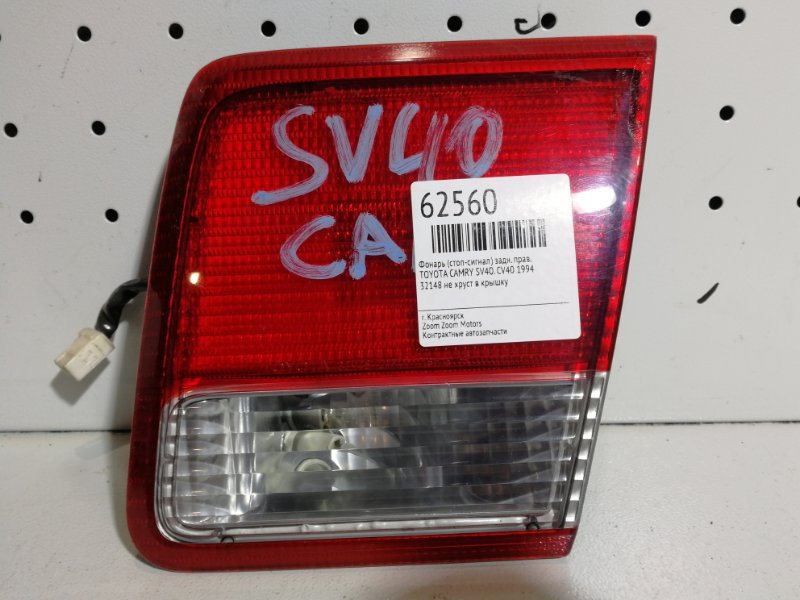 SV40
CA
62560
Фонарь (стоп-сигнал) задн. прав.
TOYOTA CAMRY SV40. CV40 1994
32148 не хруст в крышку
г. Красноярск
Zoom Zoom Motors
Контрактные автозапчасти